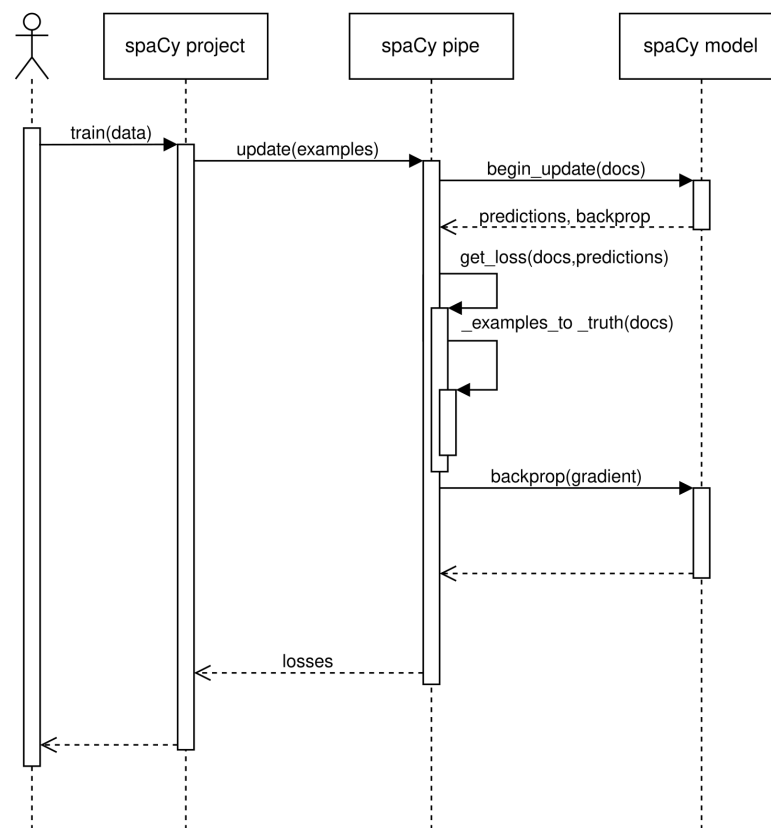 spaCy project
spaCy pipe
spaCy model
train(data)
update(examples)
begin_update(docs)
predictions, backprop
get_loss(docs,predictions)
_examples_to _truth(docs)
backprop(gradient)
losses